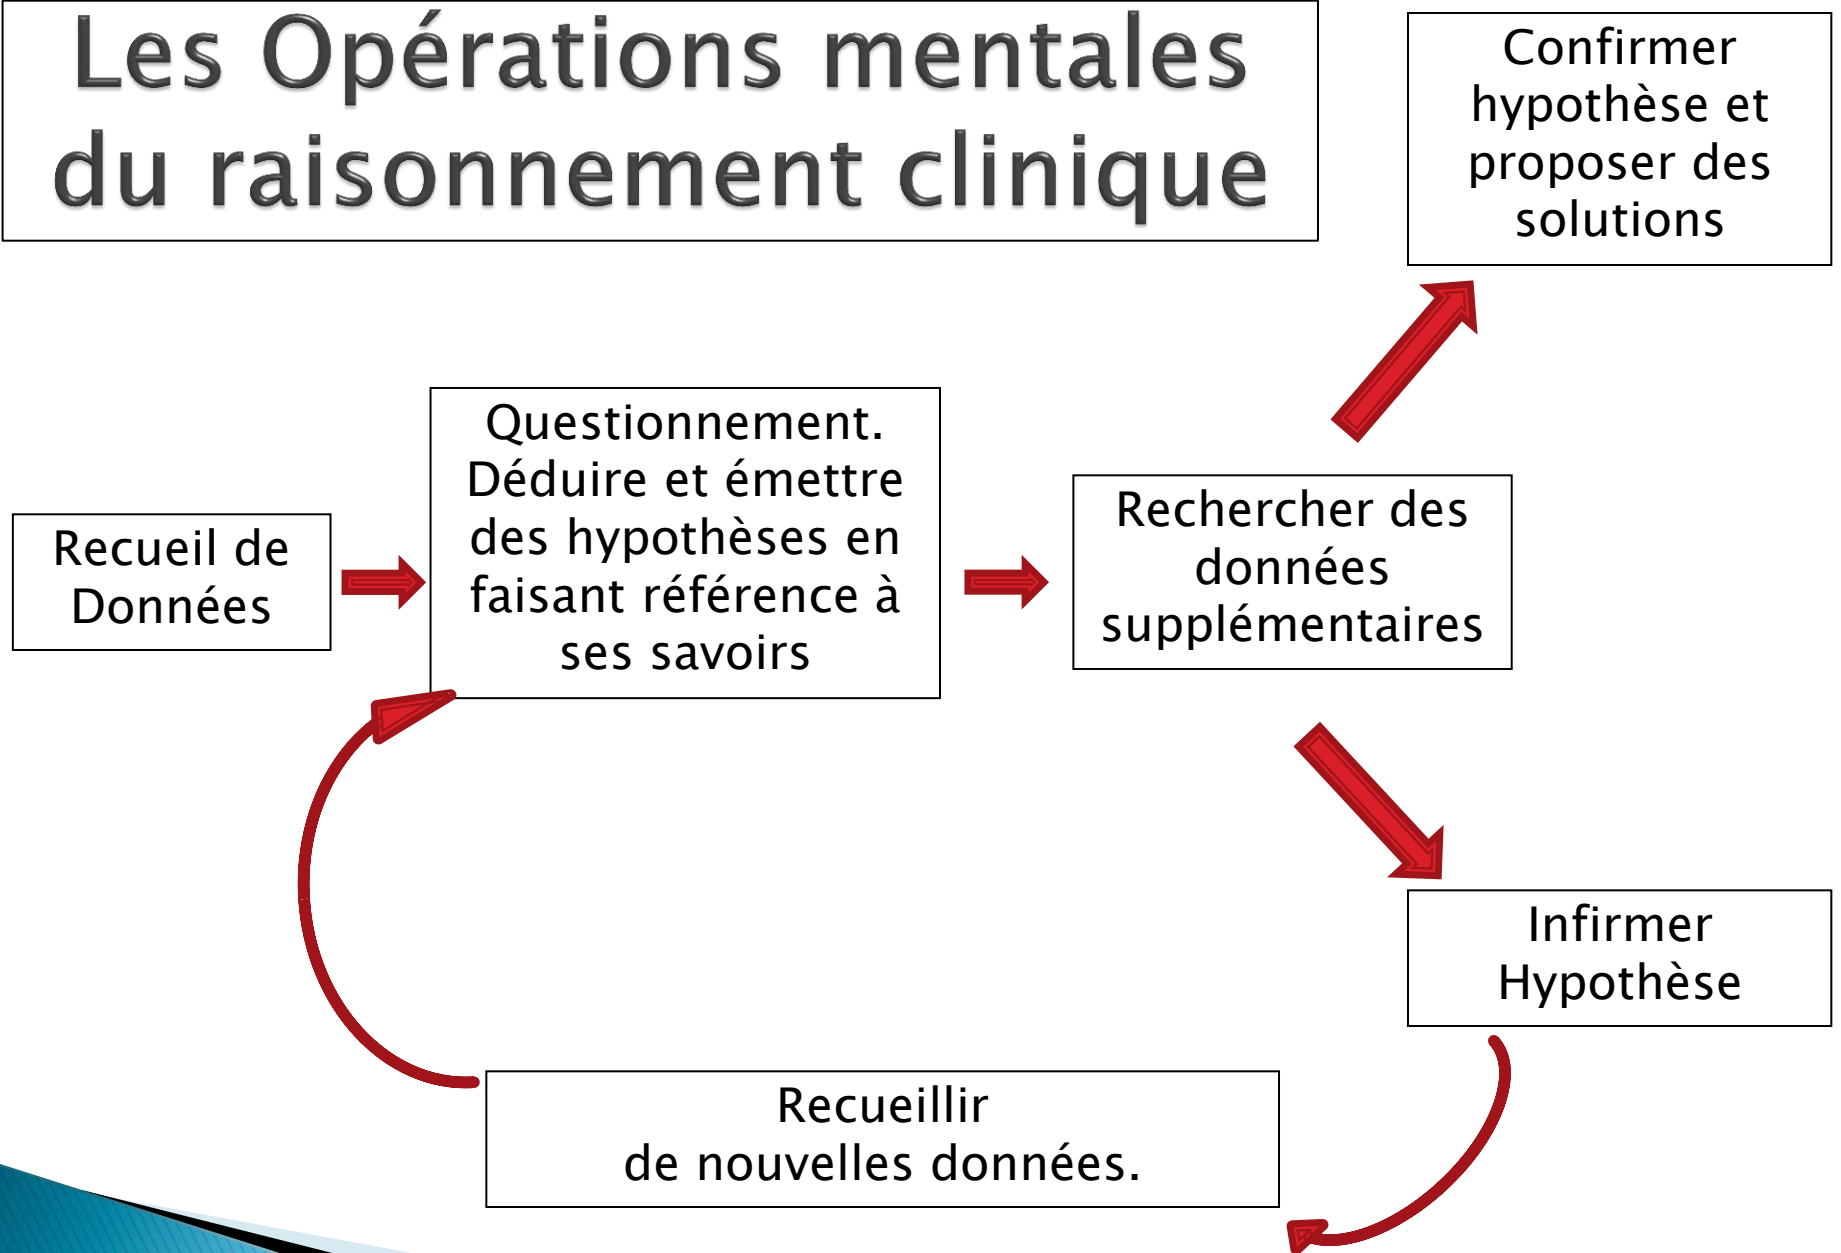 Les Opérations mentales
du raisonnement clinique
Confirmer
hypothèse et
proposer des
solutions
Recueil de
Données
Questionnement.
Déduire et émettre
des hypothèses en
faisant référence à
ses savoirs
Rechercher des
données
supplémentaires
Infirmer
Hypothèse
Recueillir
de nouvelles données.